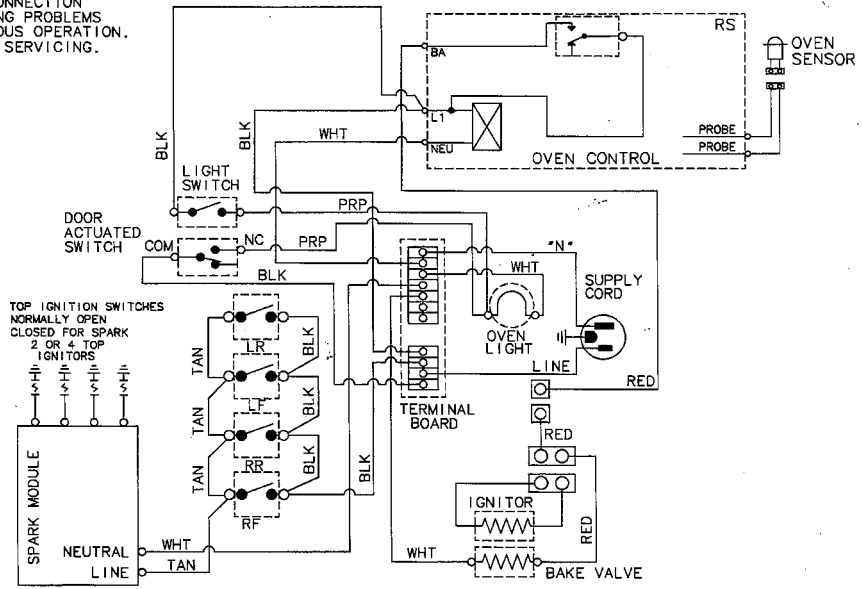 ONNECTION
NG PROBLEMS
OUS OPERATION.
SERVICING.
BLK
BLK
WHT
BA
L1
NEU
RS
PROBE
PROBE
OVEN CONTROL
OVEN
SENSOR
LIGHT
SWITCH
DOOR
ACTUATED
SWITCH
COM
NC
PRP
PRP
BLK
"N"
WHT
SUPPLY
CORD
OVEN
LIGHT
LINE
RED
TERMINAL
BOARD
TOP IGNITION SWITCHES
NORMALLY OPEN
CLOSED FOR SPARK
2 OR 4 TOP
IGNITORS
TAN
LR
BLK
TAN
LF
BLK
TAN
RR
BLK
RF
BLK
SPARK MODULE
NEUTRAL
WHT
LINE
TAN
RED
IGNITOR
RED
WHT
BAKE VALVE